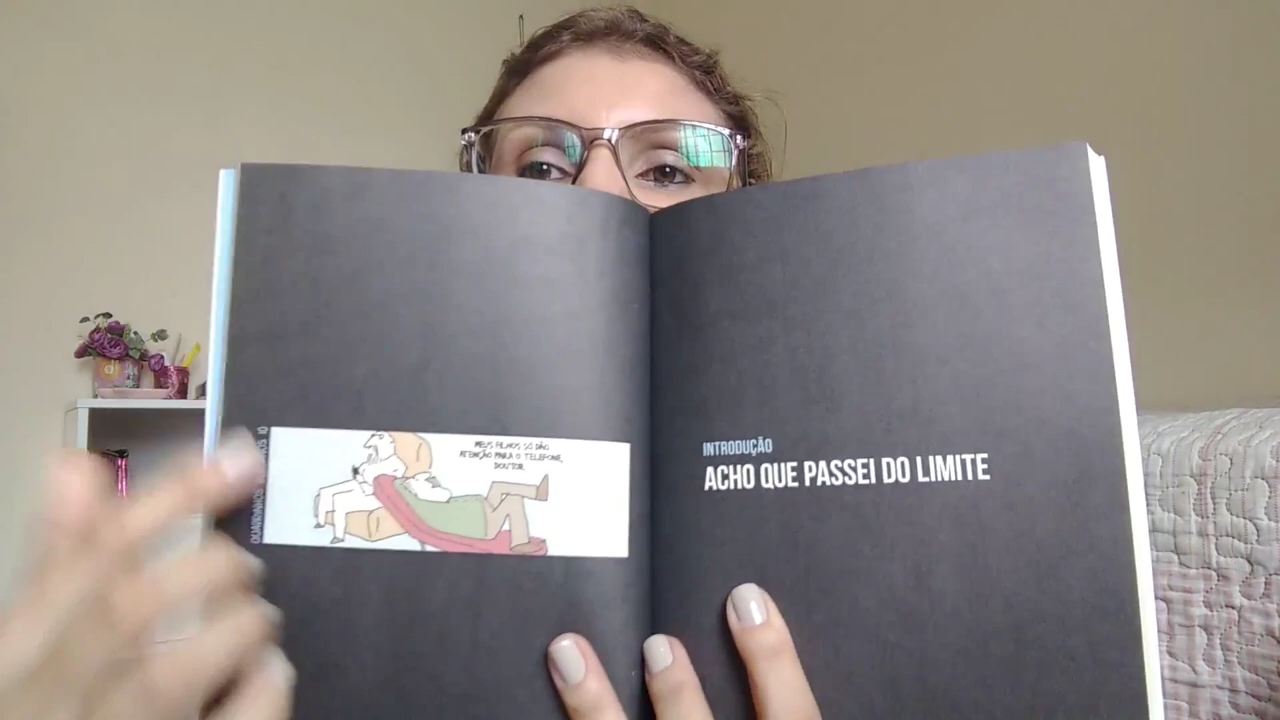 MEUS FILHOS SÓ DÃO
ATENÇÃO PARA O TELEFONE,
DOUTOR.
INTRODUÇÃO
ACHO QUE PASSEI DO LIMITE